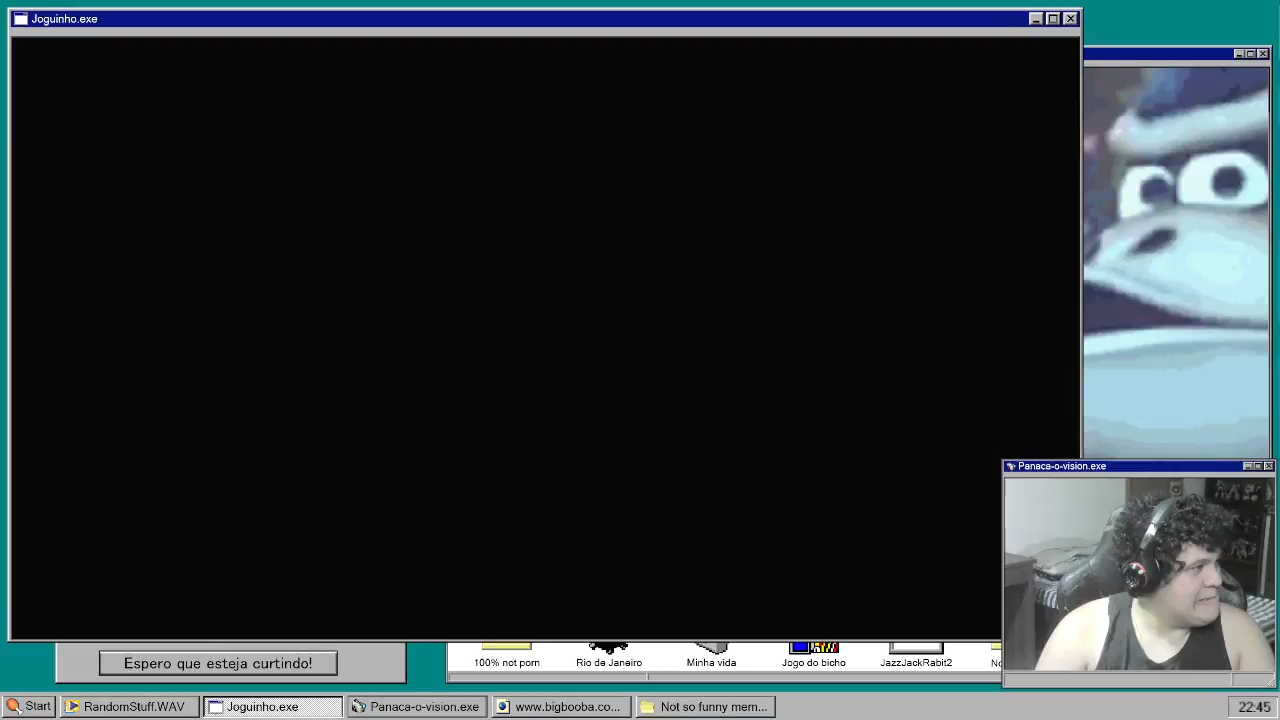 Joguinho.exe
Panaca-o-vision.exe
Espero que esteja curtindo!
100% not porn
Rio de Janeiro
Minha vida
Jogo do bicho
JazzJackRabbit2
Start
RandomStuff.WAV
Joguinho.exe
Panaca-o-vision.exe
www.bigbooba.co...
Not so funny mem...
22:45